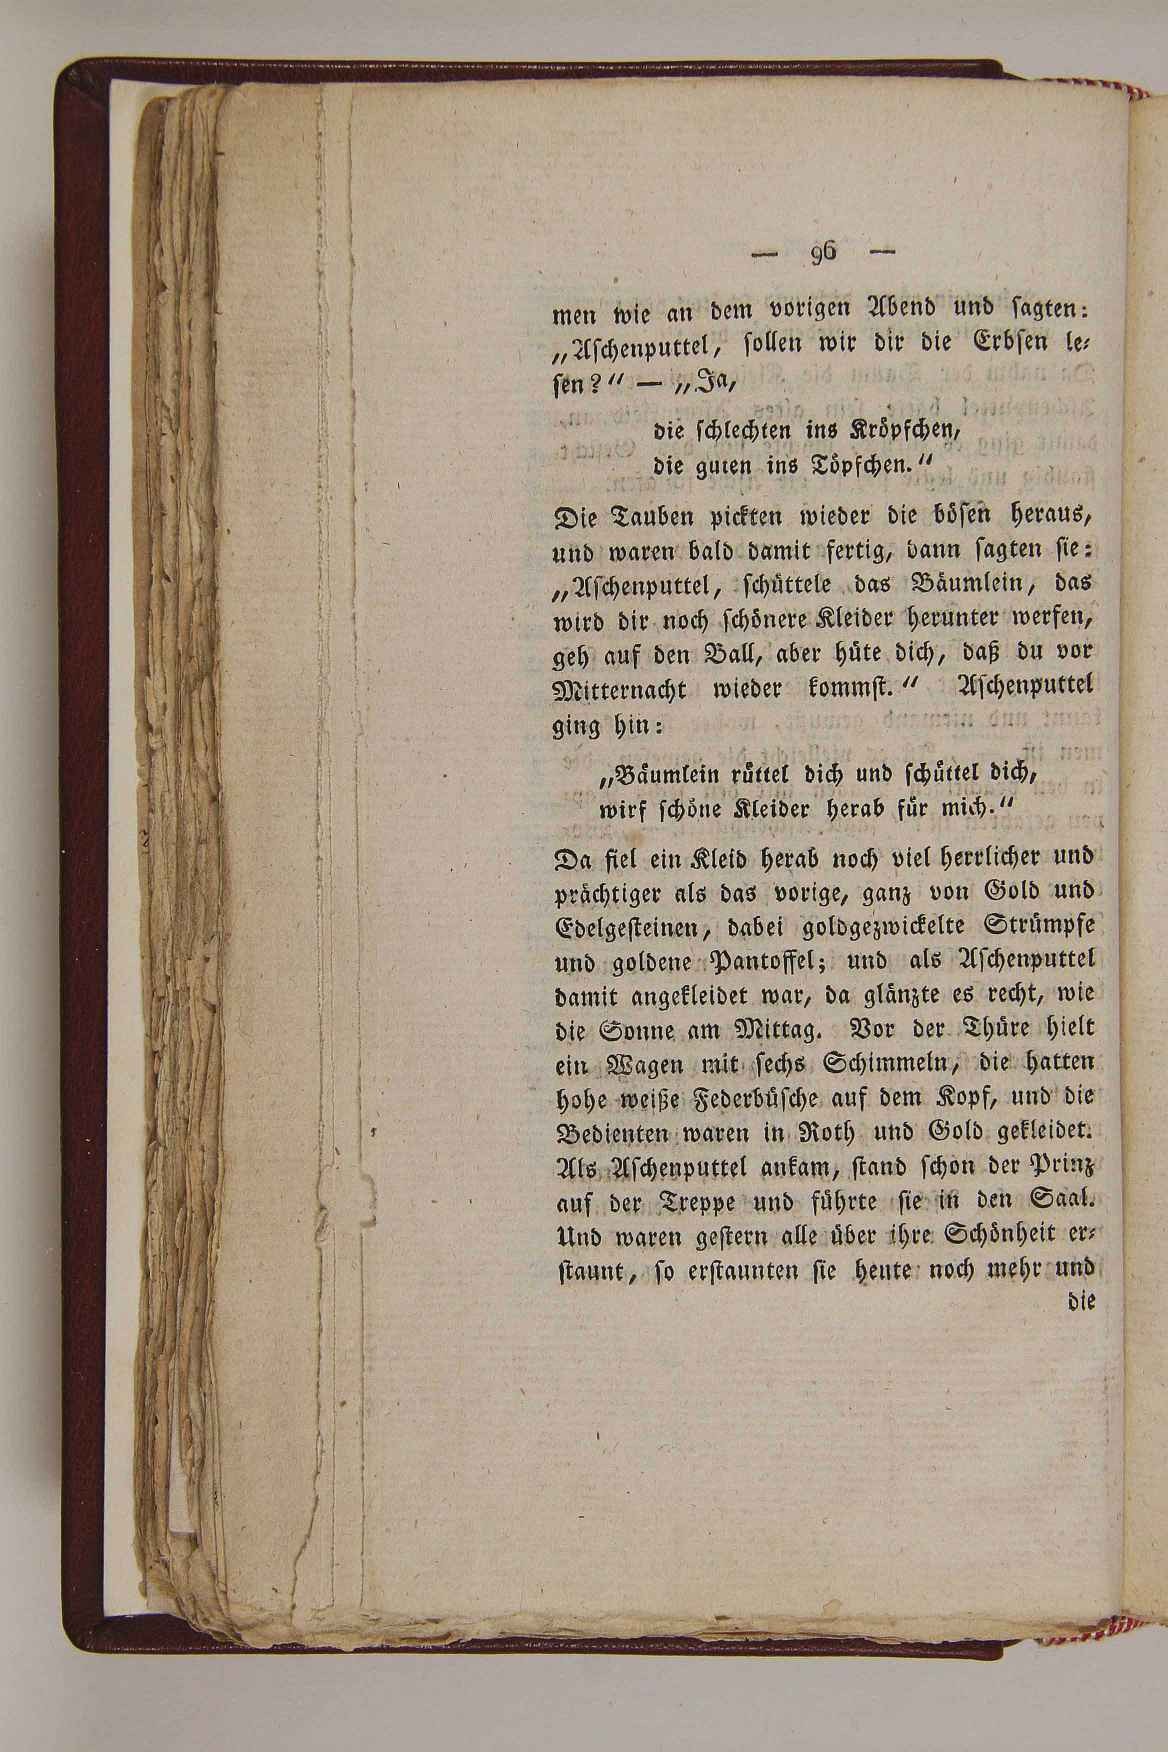 — 96 —
men wie an dem vorigen Abend und ſagten:
„Aſchenputtel, ſollen wir dir die Erbſen le⸗
ſen?“ — „Ja,
die ſchlechten ins Kröpfchen,
die guten ins Töpfchen.“
Die Tauben pickten wieder die böſen heraus,
und waren bald damit fertig, dann ſagten ſie:
„Aſchenputtel, ſchüttele das Bäumlein, das
wird dir noch ſchönere Kleider herunter werfen,
geh auf den Ball, aber hüte dich, daß du vor
Mitternacht wieder kommſt.“ Aſchenputtel
ging hin:
„Bäumlein rüttel dich und ſchüttel dich,
wirf ſchöne Kleider herab für mich.“
Da fiel ein Kleid herab noch viel herrlicher und
prächtiger als das vorige, ganz von Gold und
Edelgeſteinen, dabei goldgezwickelte Strümpfe
und goldene Pantoffel; und als Aſchenputtel
damit angekleidet war, da glänzte es recht, wie
die Sonne am Mittag. Vor der Thüre hielt
ein Wagen mit ſechs Schimmeln, die hatten
hohe weiße Federbüſche auf dem Kopf, und die
Bedienten waren in Roth und Gold gekleidet.
Als Aſchenputtel ankam, ſtand ſchon der Prinz
auf der Treppe und führte ſie in den Saal.
Und waren geſtern alle über ihre Schönheit er⸗
ſtaunt, ſo erſtaunten ſie heute noch mehr und
die